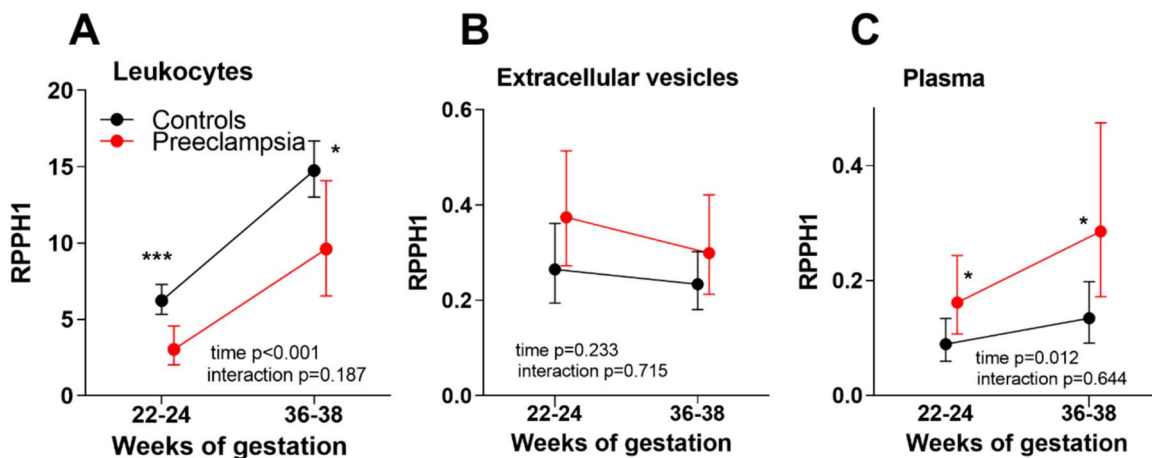 A
Leukocytes
RPPH1
20
15
10
5
0
Controls
Preeclampsia
***
*
time p<0.001
interaction p=0.187
22-24
36-38
Weeks of gestation
B
Extracellular vesicles
RPPH1
0.6
0.4
0.2
0.0
time p=0.233
interaction p=0.715
22-24
36-38
Weeks of gestation
C
Plasma
RPPH1
0.4
0.2
0.0
*
*
time p=0.012
interaction p=0.644
22-24
36-38
Weeks of gestation